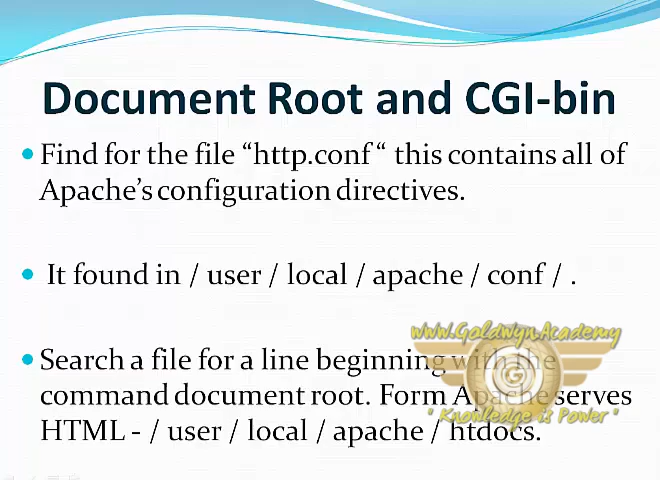 Document Root and CGI-bin
Find for the file “http.conf “ this contains all of
Apache’s configuration directives.
It found in / user / local / apache / conf / .
www.Goldwyn.Academy
Search a file for a line beginning with the
command document root. Form Apache serves
" Knowledge is Power "
HTML - / user / local / apache / htdocs.